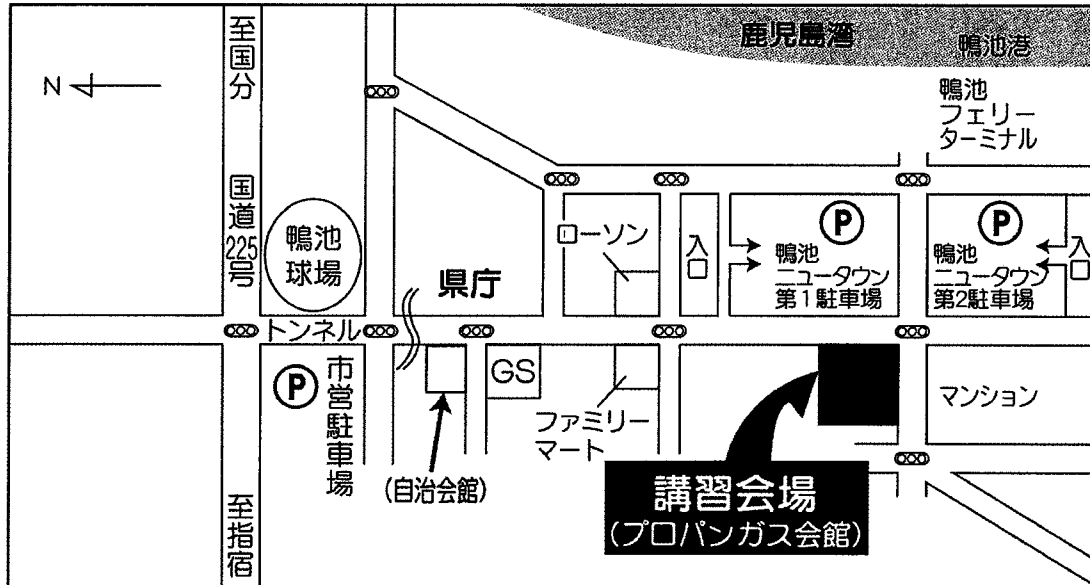 至国分
国道225号
至指宿
N
鹿児島湾
鴨池港
鴨池
フェリー
ターミナル
鴨池
球場
県庁
ローソン
入口
P
鴨池
ニュータウン
第1駐車場
P
鴨池
ニュータウン
第2駐車場
入口
トンネル
P
市営駐車場
GS
(自治会館)
ファミリー
マート
マンション
講習会場
(プロパンガス会館)